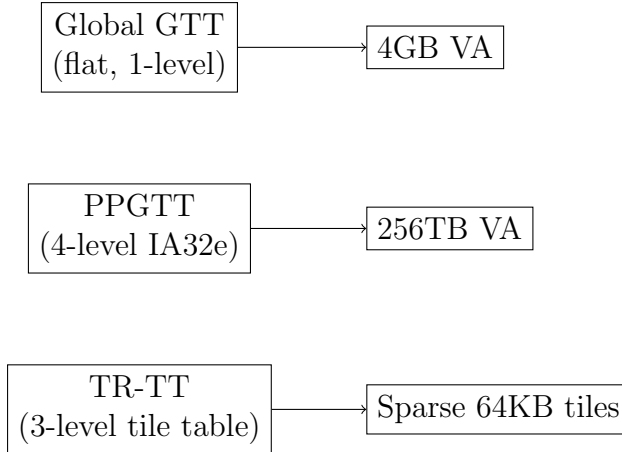 Global GTT
(flat, 1-level)
4GB VA
PPGTT
(4-level IA32e)
256TB VA
TR-TT
(3-level tile table)
Sparse 64KB tiles